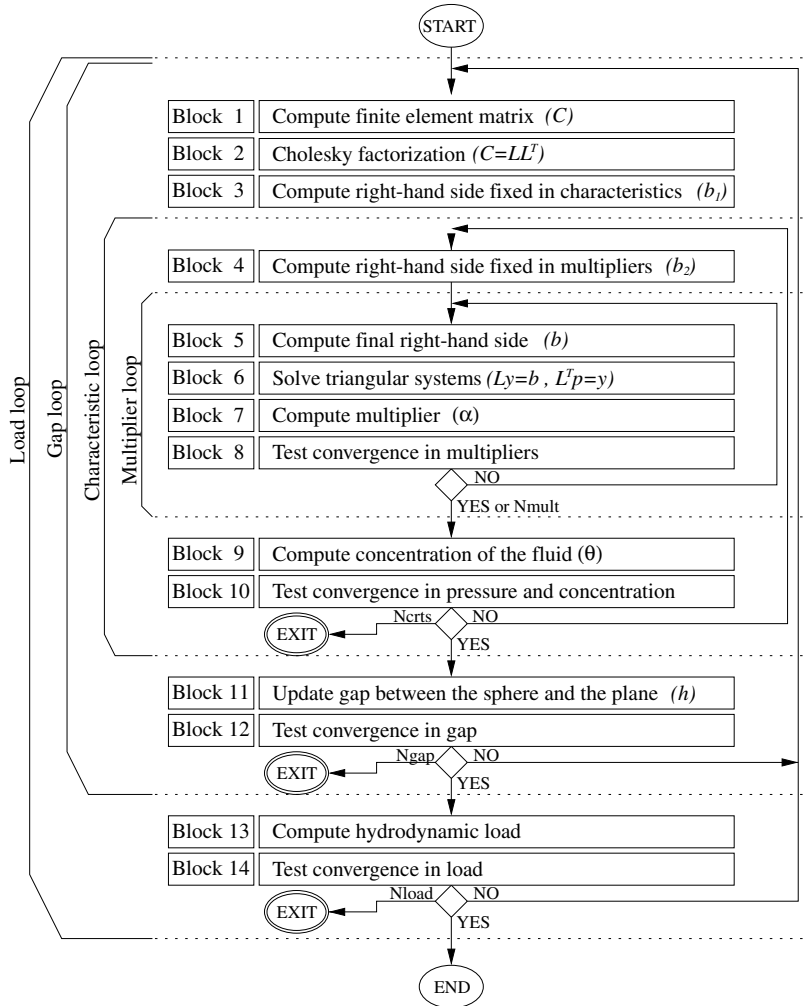 START
Block 1 Compute finite element matrix (C)
Block 2 Cholesky factorization (C=LL^T)
Block 3 Compute right-hand side fixed in characteristics (b₁)
Block 4 Compute right-hand side fixed in multipliers (b₂)
Block 5 Compute final right-hand side (b)
Block 6 Solve triangular systems (Ly=b , L^Tp=y)
Block 7 Compute multiplier (α)
Block 8 Test convergence in multipliers
NO
YES or Nmult
Block 9 Compute concentration of the fluid (θ)
Block 10 Test convergence in pressure and concentration
Ncrts NO
EXIT
YES
Block 11 Update gap between the sphere and the plane (h)
Block 12 Test convergence in gap
Ngap NO
EXIT
YES
Block 13 Compute hydrodynamic load
Block 14 Test convergence in load
Nload NO
EXIT
YES
END
Load loop
Gap loop
Characteristic loop
Multiplier loop